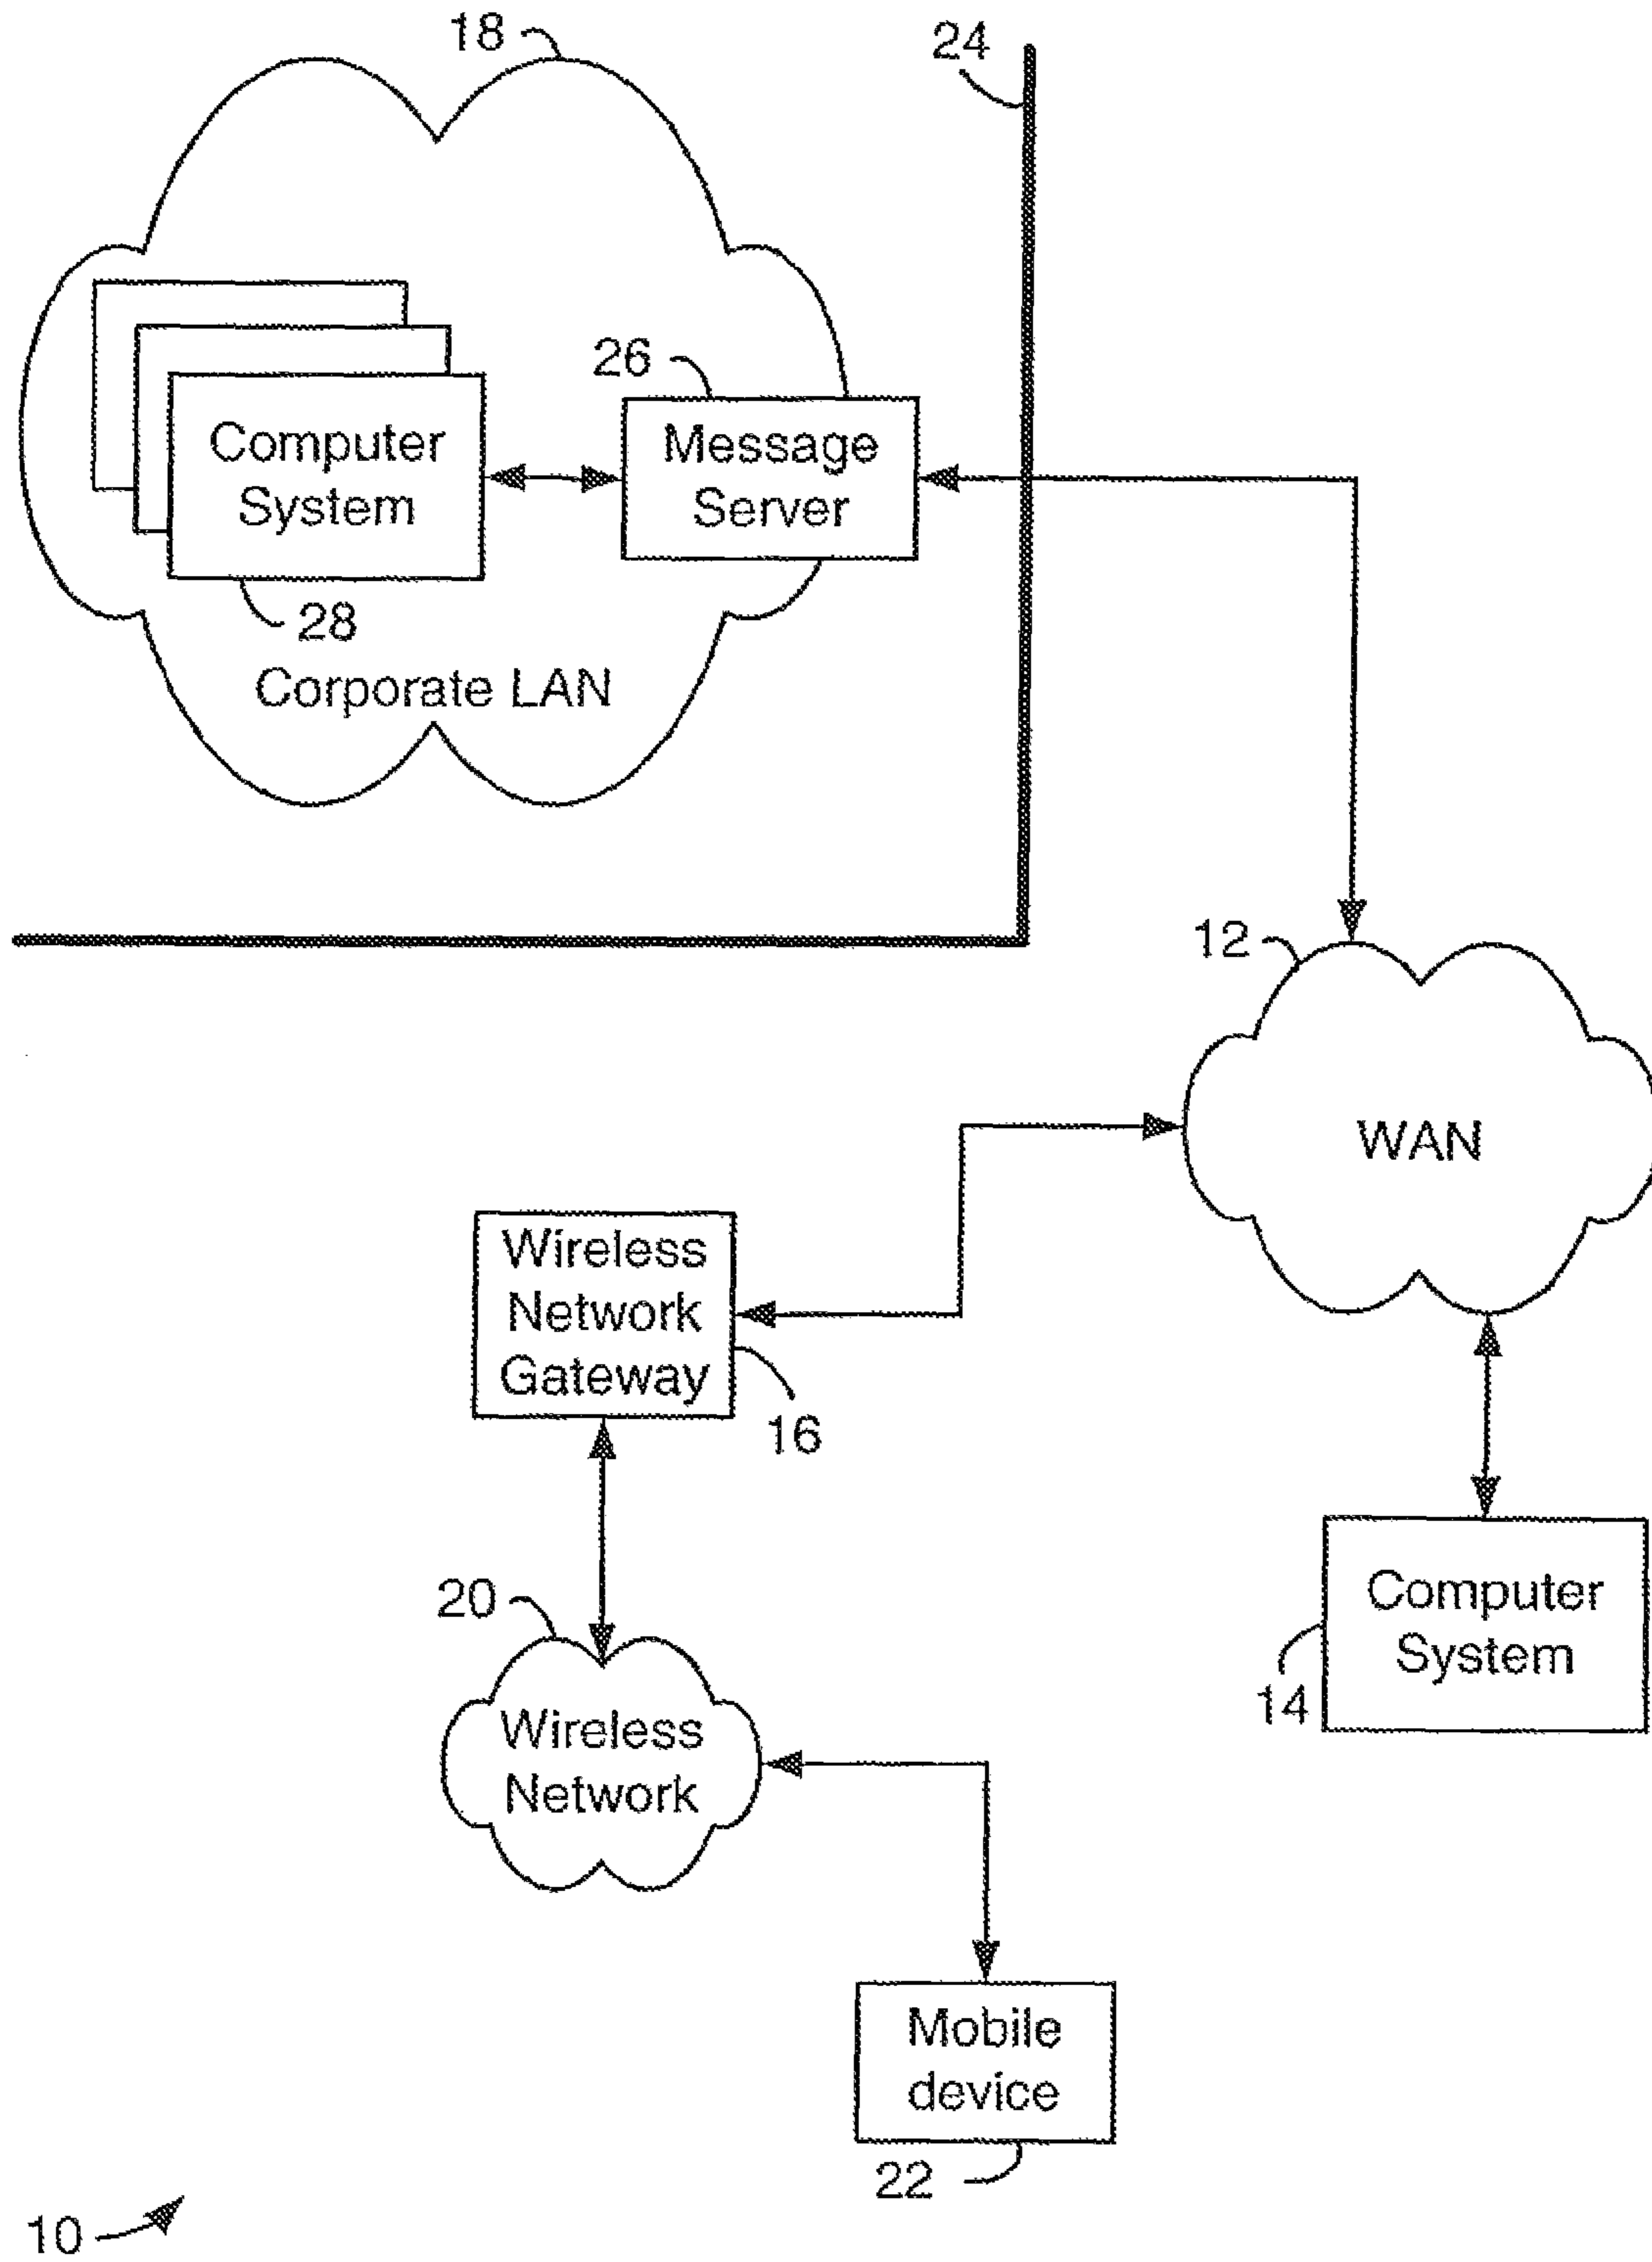 18
24
26
Computer
System
Message
Server
28
Corporate LAN
12
WAN
Wireless
Network
Gateway
16
20
Wireless
Network
Computer
System
14
Mobile
device
22
10